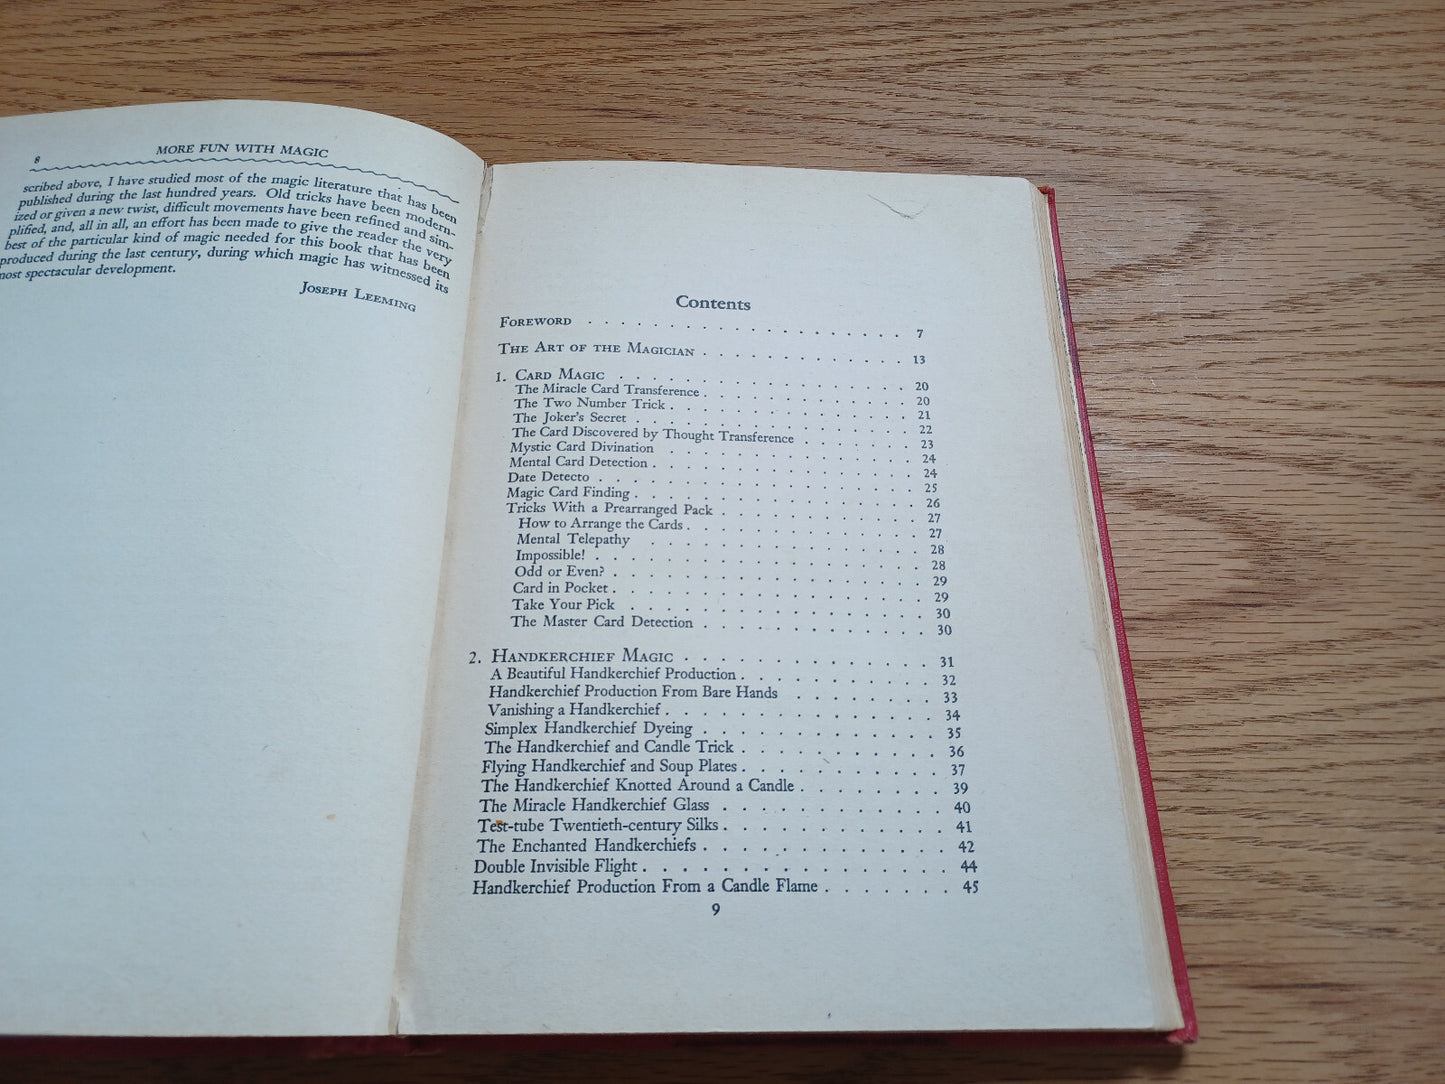 8
MORE FUN WITH MAGIC
scribed above, I have studied most of the magic literature that has been
published during the last hundred years. Old tricks have been modern-
ized or given a new twist, difficult movements have been refined and sim-
plified, and, all in all, an effort has been made to give the reader the very
best of the particular kind of magic needed for this book that has been
produced during the last century, during which magic has witnessed its
most spectacular development.
JOSEPH LEEMING
Contents
FOREWORD . . . . . . . . . . . . . . . . . . . . 7
THE ART OF THE MAGICIAN . . . . . . . . . . . . . 13
1. CARD MAGIC . . . . . . . . . . . . . . . . . 20
The Miracle Card Transference . . . . . . . . . . . . . 20
The Two Number Trick . . . . . . . . . . . . . . 21
The Joker's Secret . . . . . . . . . . . . . . . . 22
The Card Discovered by Thought Transference . . . . . . . 23
Mystic Card Divination . . . . . . . . . . . . . . 24
Mental Card Detection . . . . . . . . . . . . . . . 24
Date Detecto . . . . . . . . . . . . . . . . . . 25
Magic Card Finding . . . . . . . . . . . . . . . . 26
Tricks With a Prearranged Pack . . . . . . . . . . . . 27
How to Arrange the Cards . . . . . . . . . . . . . 27
Mental Telepathy . . . . . . . . . . . . . . . 28
Impossible! . . . . . . . . . . . . . . . . . . 28
Odd or Even? . . . . . . . . . . . . . . . . . 29
Card in Pocket . . . . . . . . . . . . . . . . . 29
Take Your Pick . . . . . . . . . . . . . . . . 30
The Master Card Detection . . . . . . . . . . . . 30
2. HANDKERCHIEF MAGIC . . . . . . . . . . . . . . 31
A Beautiful Handkerchief Production . . . . . . . . . . . 32
Handkerchief Production From Bare Hands . . . . . . . . 33
Vanishing a Handkerchief . . . . . . . . . . . . . . . 34
Simplex Handkerchief Dyeing . . . . . . . . . . . . . 35
The Handkerchief and Candle Trick . . . . . . . . . . . 36
Flying Handkerchief and Soup Plates . . . . . . . . . . . 37
The Handkerchief Knotted Around a Candle . . . . . . . . 39
The Miracle Handkerchief Glass . . . . . . . . . . . . 40
Test-tube Twentieth-century Silks . . . . . . . . . . . . 41
The Enchanted Handkerchiefs . . . . . . . . . . . . . 42
Double Invisible Flight . . . . . . . . . . . . . . . . 44
Handkerchief Production From a Candle Flame . . . . . . . 45
9